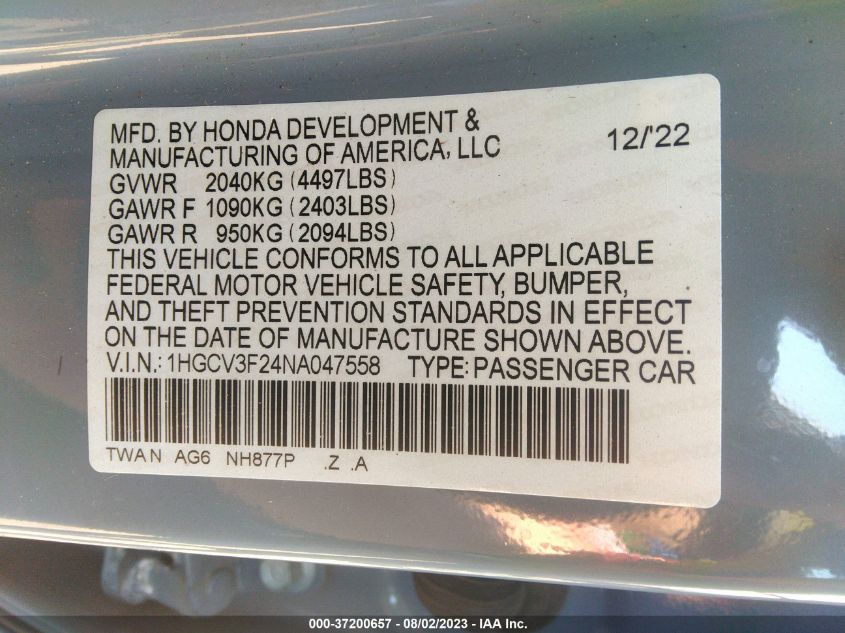 MFD. BY HONDA DEVELOPMENT &
MANUFACTURING OF AMERICA, LLC 12/'22
GVWR 2040KG (4497LBS)
GAWR F 1090KG (2403LBS)
GAWR R 950KG (2094LBS)
THIS VEHICLE CONFORMS TO ALL APPLICABLE
FEDERAL MOTOR VEHICLE SAFETY, BUMPER,
AND THEFT PREVENTION STANDARDS IN EFFECT
ON THE DATE OF MANUFACTURE SHOWN ABOVE.
V.I.N.: 1HGCV3F24NA047558 TYPE: PASSENGER CAR
TWA N AG6 NH877P .Z .A
000-37200657 - 08/02/2023 - IAA Inc.